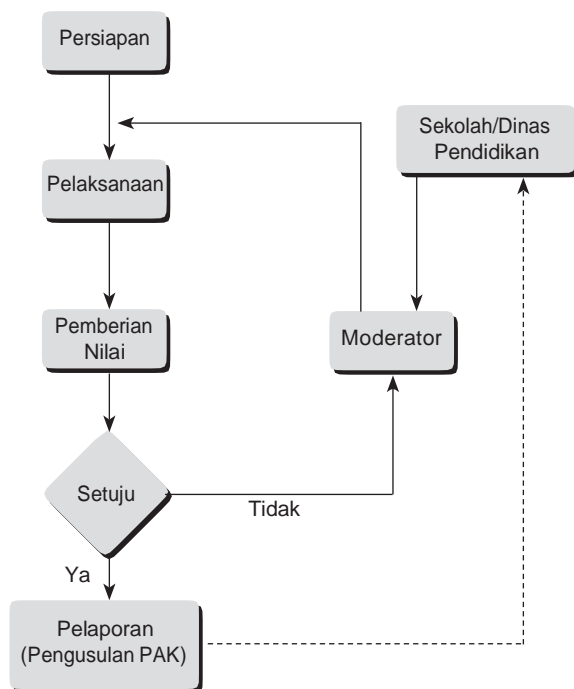 Persiapan
Sekolah/Dinas
Pendidikan
Pelaksanaan
Pemberian
Nilai
Moderator
Setuju
Tidak
Ya
Pelaporan
(Pengusulan PAK)